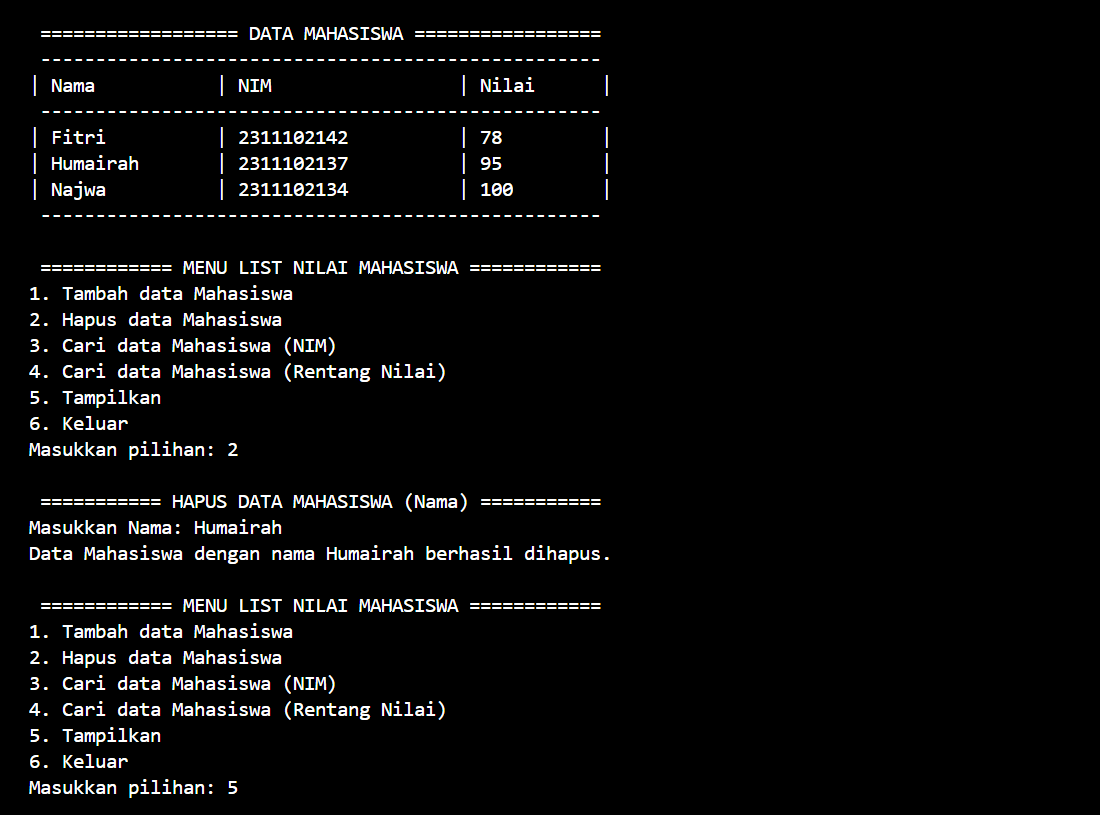 ================== DATA MAHASISWA =================
---------------------------------------------------
| Nama           | NIM                 | Nilai      |
---------------------------------------------------
| Fitri          | 2311102142          | 78         |
| Humairah       | 2311102137          | 95         |
| Najwa          | 2311102134          | 100        |
---------------------------------------------------
============ MENU LIST NILAI MAHASISWA ============
1. Tambah data Mahasiswa
2. Hapus data Mahasiswa
3. Cari data Mahasiswa (NIM)
4. Cari data Mahasiswa (Rentang Nilai)
5. Tampilkan
6. Keluar
Masukkan pilihan: 2
=========== HAPUS DATA MAHASISWA (Nama) ===========
Masukkan Nama: Humairah
Data Mahasiswa dengan nama Humairah berhasil dihapus.
============ MENU LIST NILAI MAHASISWA ============
1. Tambah data Mahasiswa
2. Hapus data Mahasiswa
3. Cari data Mahasiswa (NIM)
4. Cari data Mahasiswa (Rentang Nilai)
5. Tampilkan
6. Keluar
Masukkan pilihan: 5